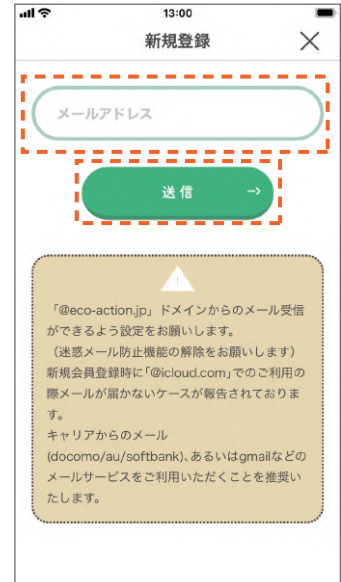 13:00
新規登録
メールアドレス
送信
「@eco-action.jp」ドメインからのメール受信
ができるよう設定をお願いします。
（迷惑メール防止機能の解除をお願いします）
新規会員登録時に「@icloud.com」でのご利用の
際メールが届かないケースが報告されておりま
す。
キャリアからのメール
(docomo/au/softbank)、あるいはgmailなどの
メールサービスをご利用いただくことを推奨い
たします。